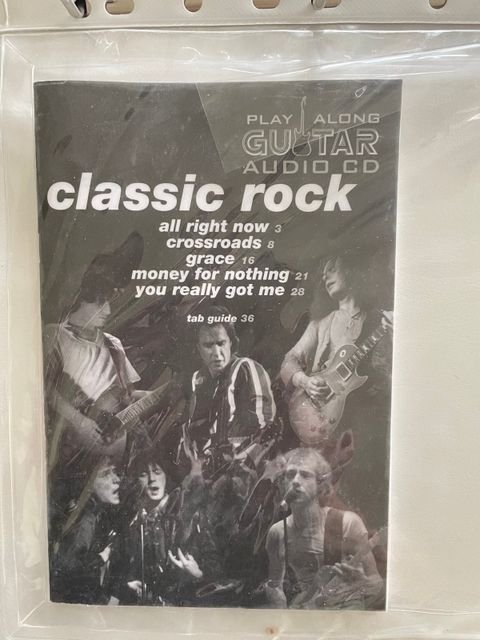 PLAY ALONG
GUITAR
AUDIO CD
classic rock
all right now 3
crossroads 8
grace 16
money for nothing 21
you really got me 28
tab guide 36